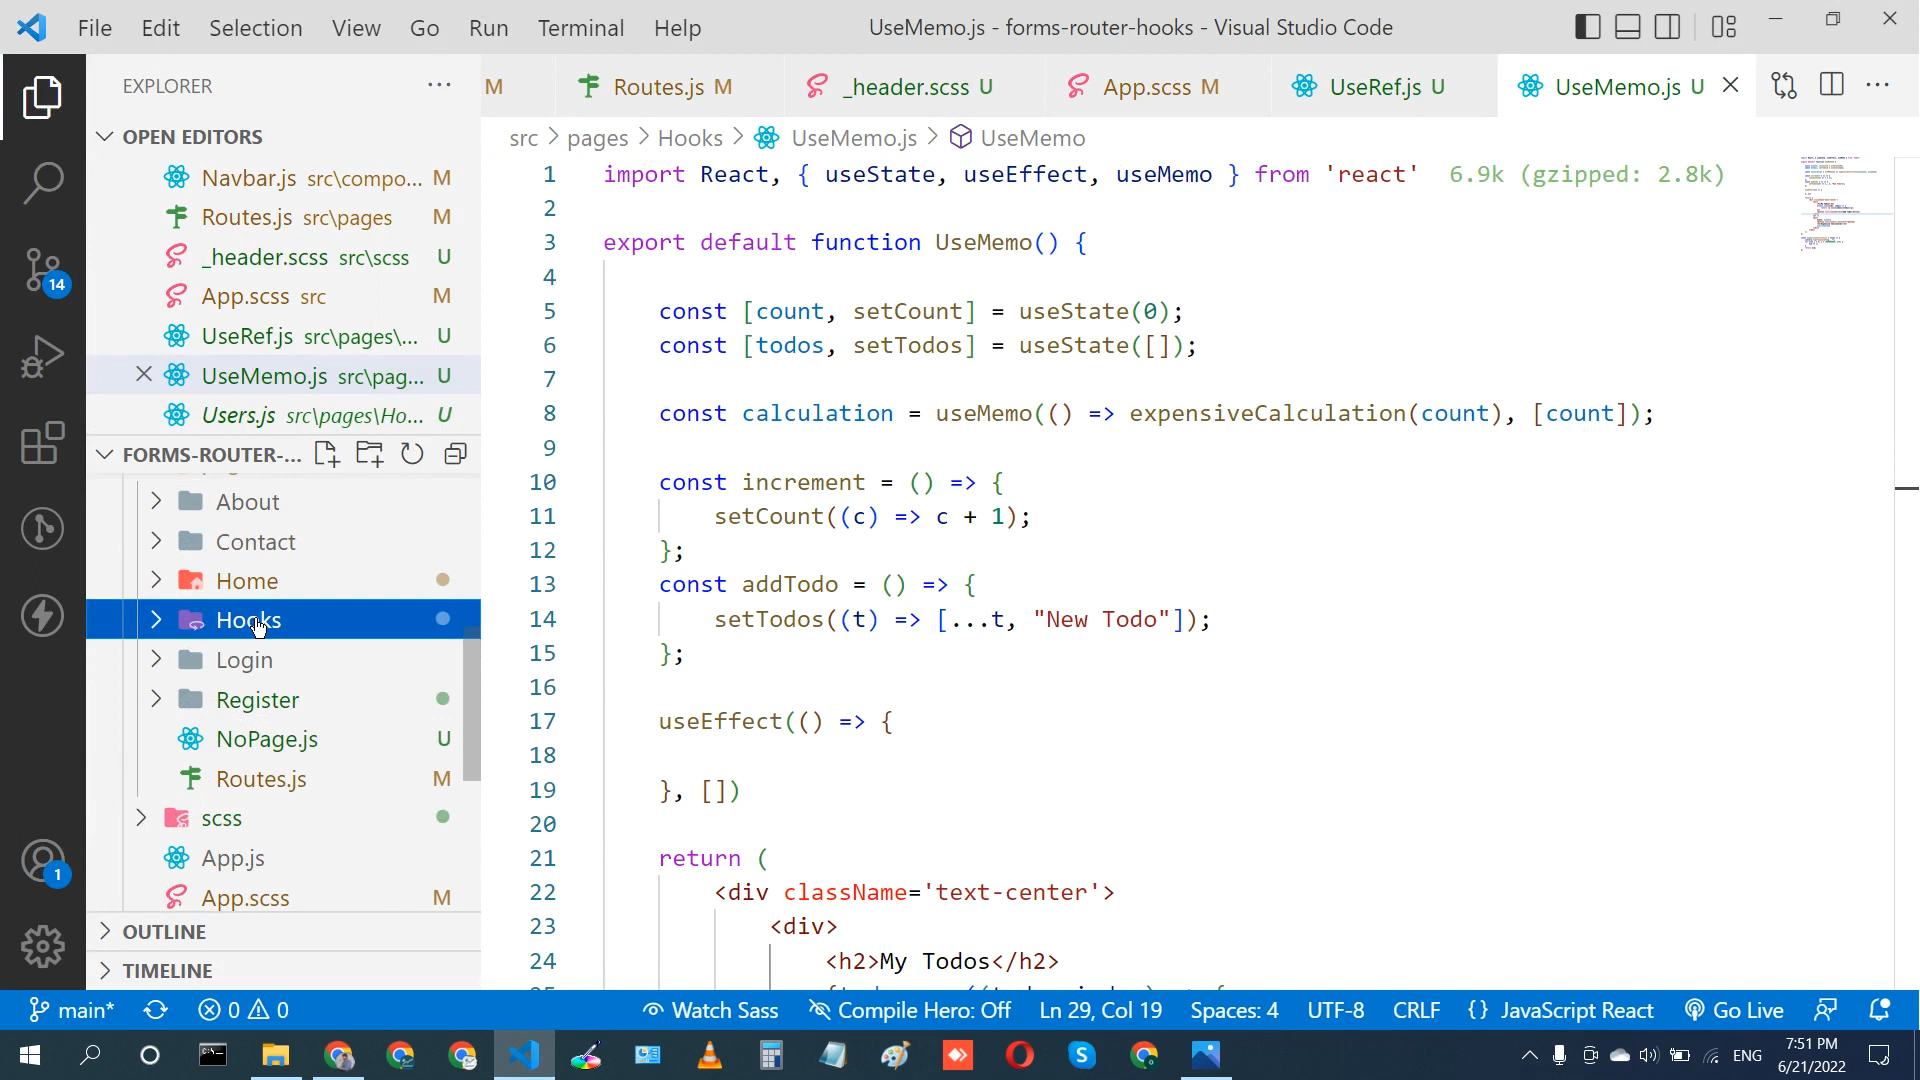 File Edit Selection View Go Run Terminal Help
UseMemo.js - forms-router-hooks - Visual Studio Code
EXPLORER
M
Routes.js M
_header.scss U
App.scss M
UseRef.js U
UseMemo.js U
OPEN EDITORS
Navbar.js src\compo... M
Routes.js src\pages M
_header.scss src\scss U
App.scss src M
UseRef.js src\pages\... U
UseMemo.js src\pag... U
Users.js src\pages\Ho... U
FORMS-ROUTER-...
About
Contact
Home
Hooks
Login
Register
NoPage.js U
Routes.js M
scss
App.js
App.scss M
OUTLINE
TIMELINE
src > pages > Hooks > UseMemo.js > UseMemo
1 import React, { useState, useEffect, useMemo } from 'react' 6.9k (gzipped: 2.8k)
2
3 export default function UseMemo() {
4
5 const [count, setCount] = useState(0);
6 const [todos, setTodos] = useState([]);
7
8 const calculation = useMemo(() => expensiveCalculation(count), [count]);
9
10 const increment = () => {
11 setCount((c) => c + 1);
12 };
13 const addTodo = () => {
14 setTodos((t) => [...t, "New Todo"]);
15 };
16
17 useEffect(() => {
18
19 }, [])
20
21 return (
22 <div className='text-center'>
23 <div>
24 <h2>My Todos</h2>
14
1
main* 0 0
Watch Sass Compile Hero: Off Ln 29, Col 19 Spaces: 4 UTF-8 CRLF {} JavaScript React Go Live
ENG
7:51 PM
6/21/2022